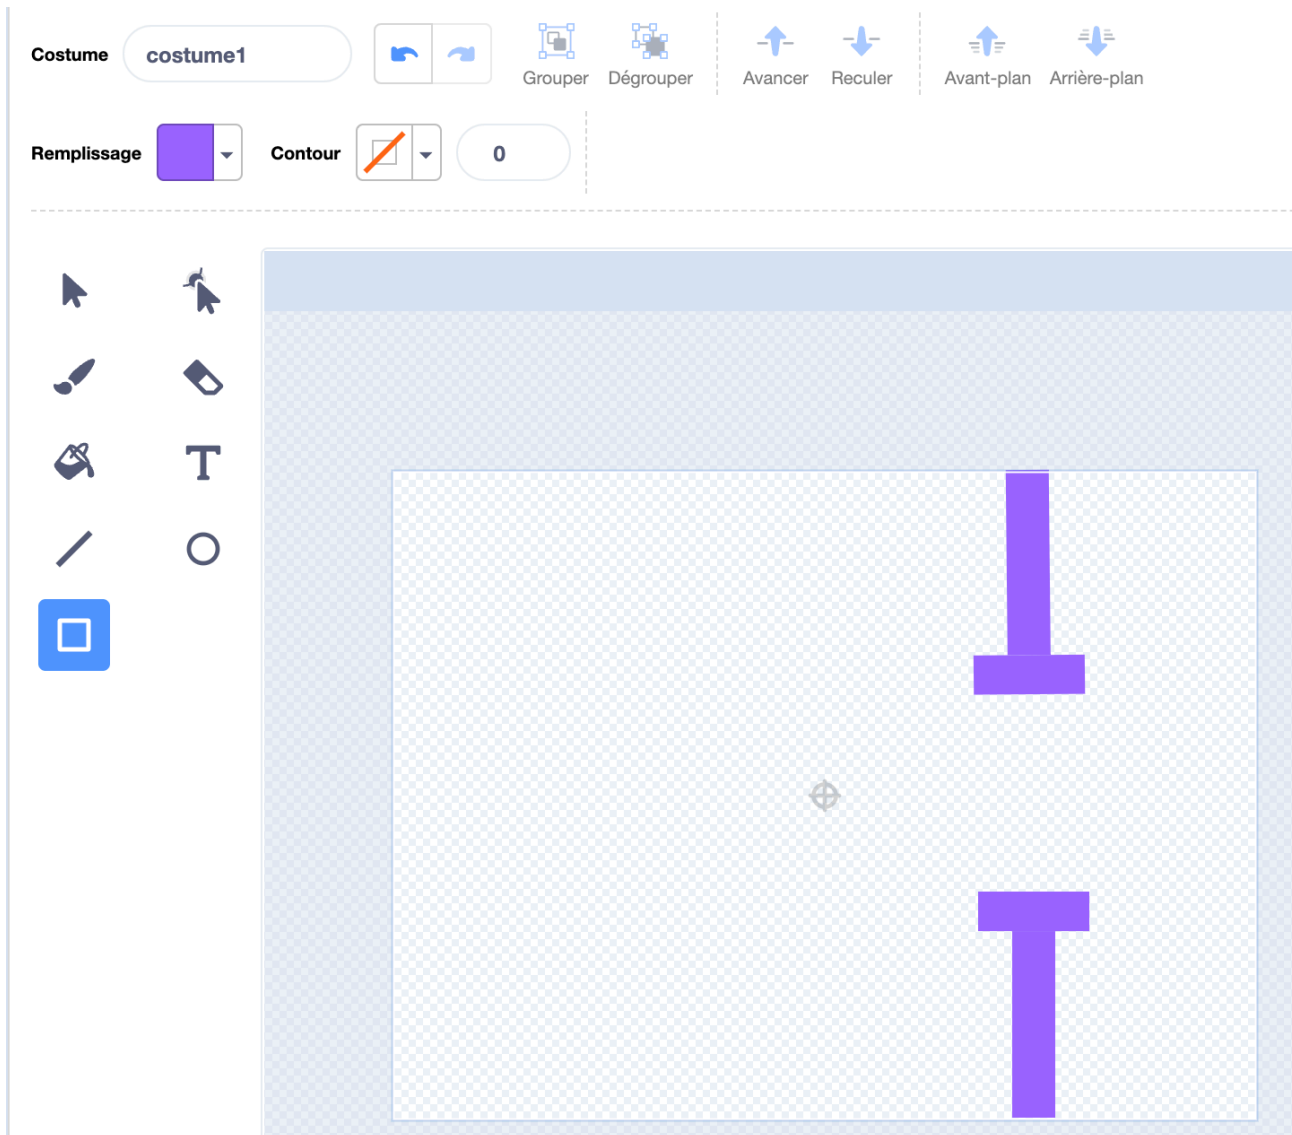 Costume costume1
Grouper Dégrouper Avancer Reculer Avant-plan Arrière-plan
Remplissage Contour 0
T